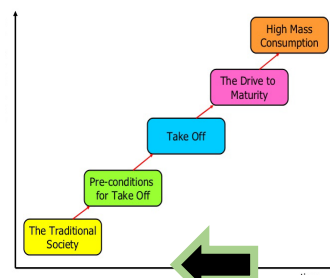 High Mass
Consumption
The Drive to
Maturity
Take Off
Pre-conditions
for Take Off
The Traditional
Society